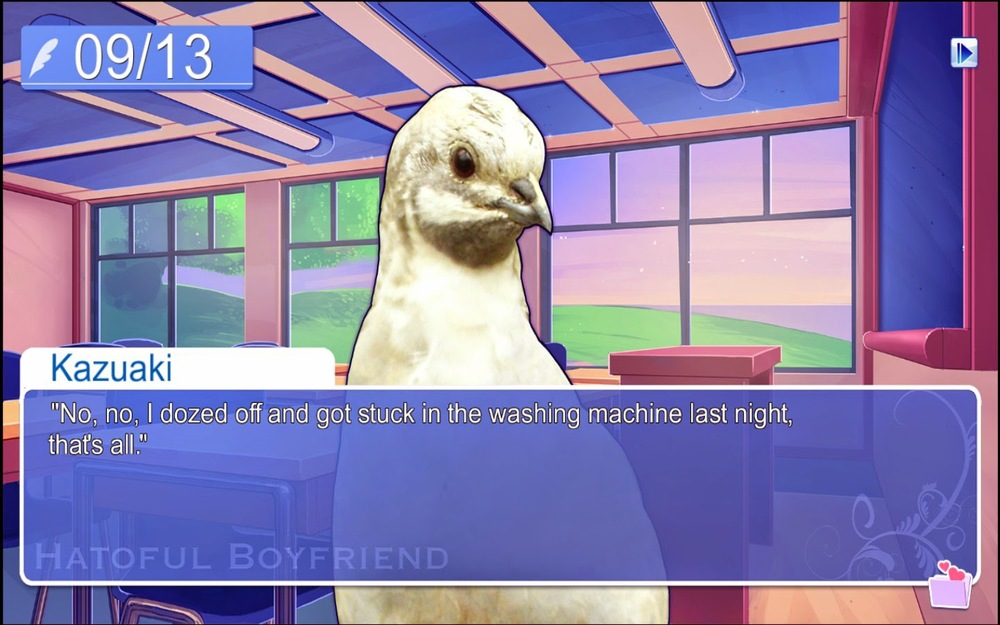 09/13
Kazuaki
"No, no, I dozed off and got stuck in the washing machine last night,
that's all."
HATOFUL BOYFRIEND